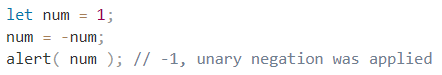 let num = 1;
num = -num;
alert( num ); // -1, unary negation was applied